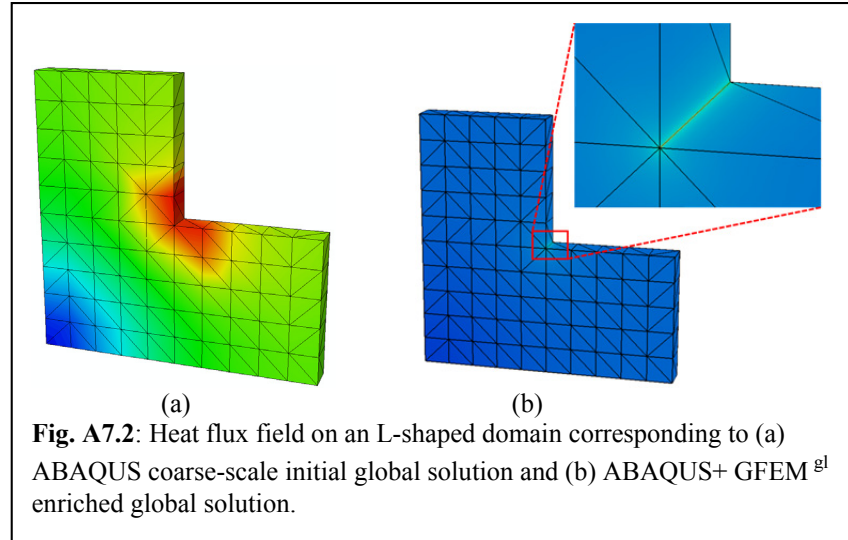 (a)
(b)
Fig. A7.2: Heat flux field on an L-shaped domain corresponding to (a)
ABAQUS coarse-scale initial global solution and (b) ABAQUS+ GFEM gl
enriched global solution.